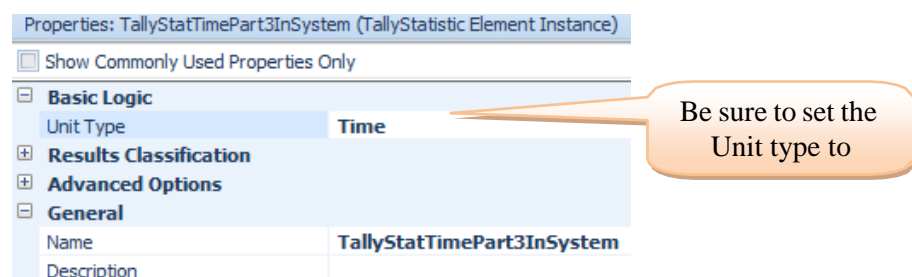 Properties: TallyStatTimePart3InSystem (TallyStatistic Element Instance)
Show Commonly Used Properties Only
Basic Logic
Unit Type Time
Results Classification
Advanced Options
General
Name TallyStatTimePart3InSystem
Description
Be sure to set the
Unit type to